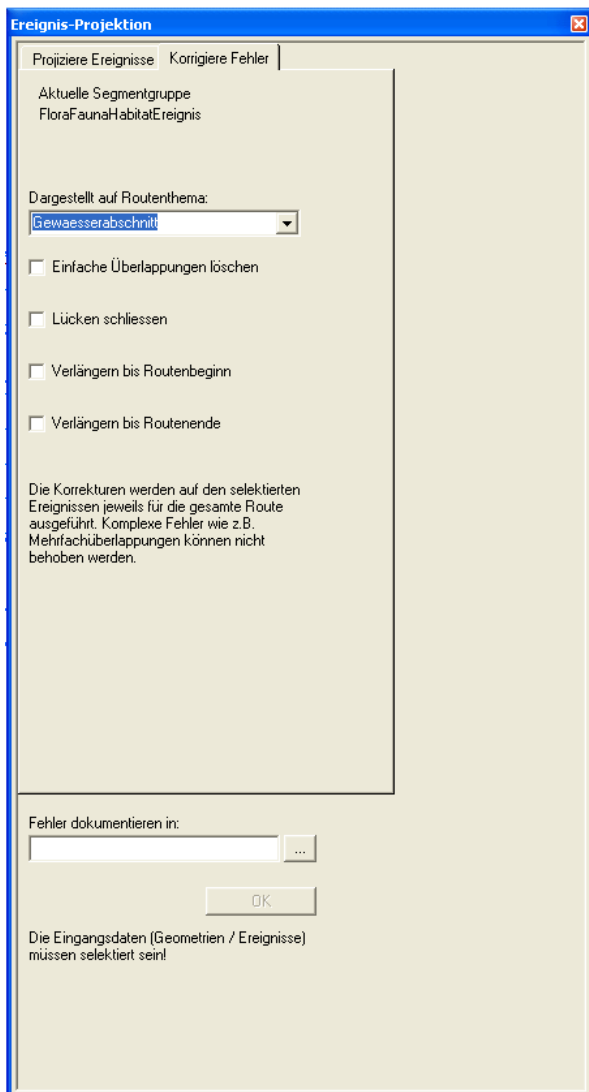 Ereignis-Projektion
Projiziere Ereignisse
Korrigiere Fehler
Aktuelle Segmentgruppe
FloraFaunaHabitatEreignis
Dargestellt auf Routenthema:
Gewaesserabschnitt
Einfache Überlappungen löschen
Lücken schliessen
Verlängern bis Routenbeginn
Verlängern bis Routenende
Die Korrekturen werden auf den selektierten
Ereignissen jeweils für die gesamte Route
ausgeführt. Komplexe Fehler wie z.B.
Mehrfachüberlappungen können nicht
behoben werden.
Fehler dokumentieren in:
...
OK
Die Eingangsdaten (Geometrien / Ereignisse)
müssen selektiert sein!